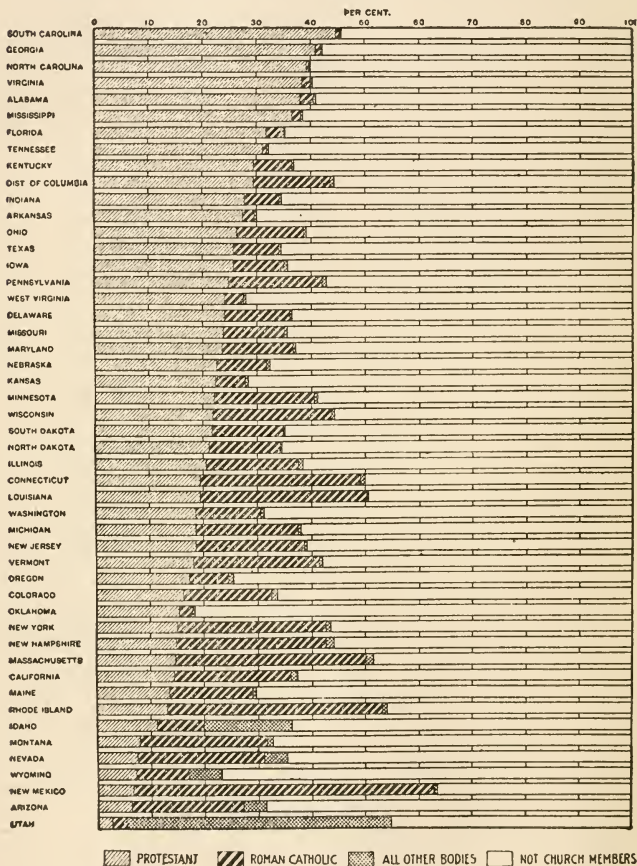 PER CENT.
0 10 20 30 40 50 60 70 80 90 100
SOUTH CAROLINA
GEORGIA
NORTH CAROLINA
VIRGINIA
ALABAMA
MISSISSIPPI
FLORIDA
TENNESSEE
KENTUCKY
DIST OF COLUMBIA
INDIANA
ARKANSAS
OHIO
TEXAS
IOWA
PENNSYLVANIA
WEST VIRGINIA
DELAWARE
MISSOURI
MARYLAND
NEBRASKA
KANSAS
MINNESOTA
WISCONSIN
SOUTH DAKOTA
NORTH DAKOTA
ILLINOIS
CONNECTICUT
LOUISIANA
WASHINGTON
MICHIGAN
NEW JERSEY
VERMONT
OREGON
COLORADO
OKLAHOMA
NEW YORK
NEW HAMPSHIRE
MASSACHUSETTS
CALIFORNIA
MAINE
RHODE ISLAND
IDAHO
MONTANA
NEVADA
WYOMING
NEW MEXICO
ARIZONA
UTAH
PROTESTANT ROMAN CATHOLIC ALL OTHER BODIES NOT CHURCH MEMBERS